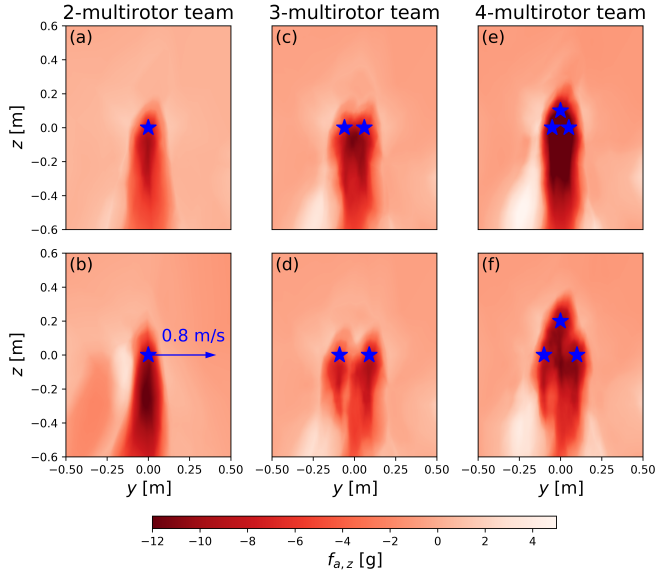 2-multirotor team 3-multirotor team 4-multirotor team
(a) (c) (e)
0.6
0.4
0.2
0.0
−0.2
−0.4
−0.6
z [m]
(b) (d) (f)
0.6
0.4
0.2
0.0
−0.2
−0.4
−0.6
z [m]
0.8 m/s
−0.50 −0.25 0.00 0.25 0.50
−0.50 −0.25 0.00 0.25 0.50
−0.50 −0.25 0.00 0.25 0.50
y [m] y [m] y [m]
−12 −10 −8 −6 −4 −2 0 2 4
f_{a,z} [g]